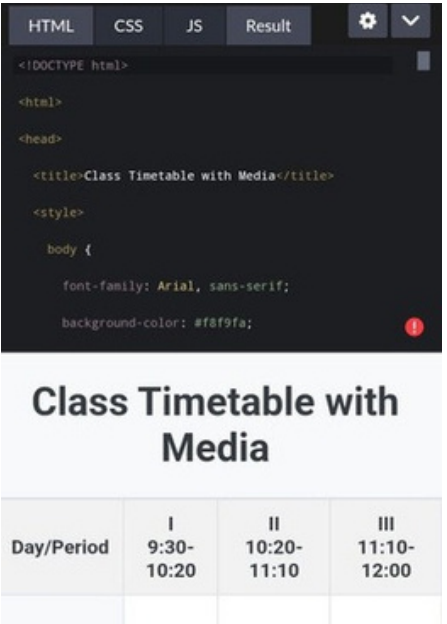 HTML CSS JS Result
<!DOCTYPE html>
<html>
<head>
<title>Class Timetable with Media</title>
<style>
body {
font-family: Arial, sans-serif;
background-color: #f8f9fa;
!
Class Timetable with
Media
Day/Period
I
9:30-
10:20
II
10:20-
11:10
III
11:10-
12:00